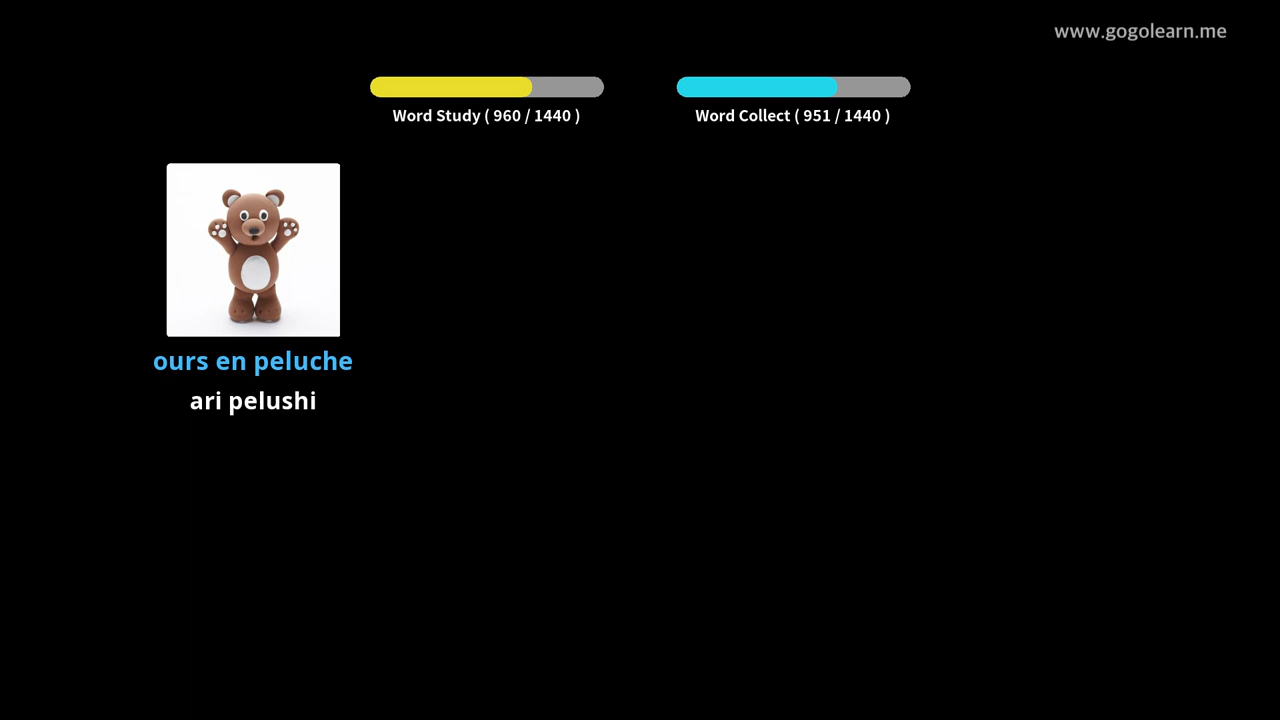 www.gogolearn.me
Word Study ( 960 / 1440 )
Word Collect ( 951 / 1440 )
ours en peluche
ari pelushi